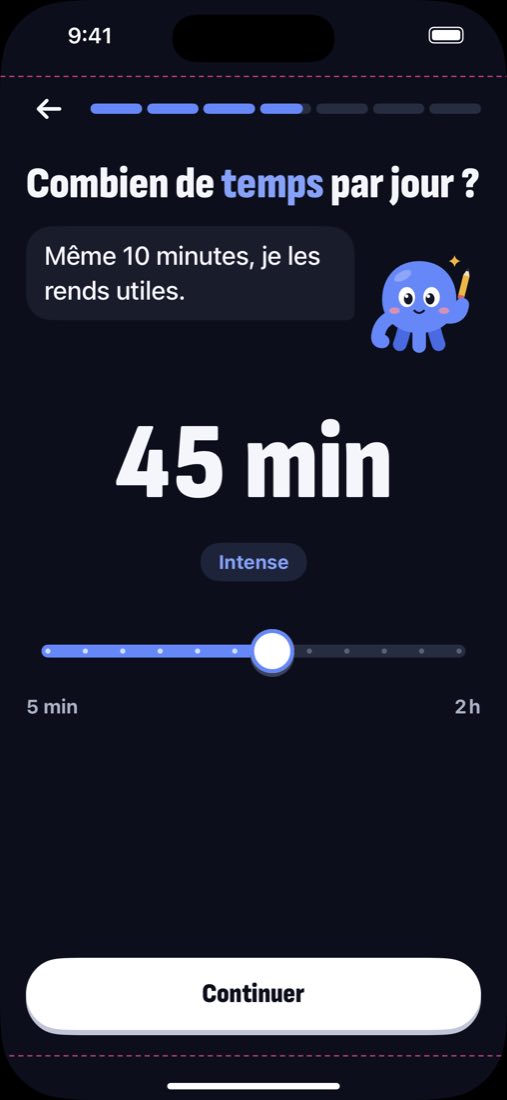 9:41
Combien de temps par jour ?
Même 10 minutes, je les
rends utiles.
45 min
Intense
5 min
2 h
Continuer